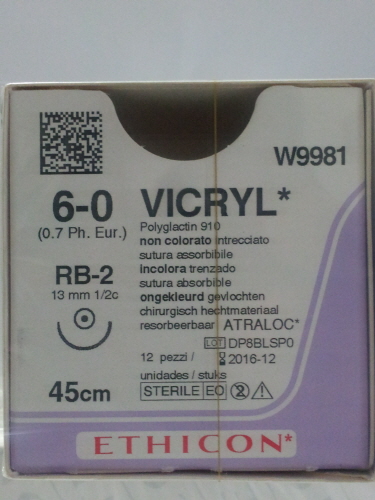 W9981
6-0 VICRYL*
(0.7 Ph. Eur.)
Polyglactin 910
non colorato intrecciato
sutura assorbibile
RB-2
13 mm 1/2c
incolora trenzado
sutura absorbible
ongekleurd gevlochten
chirurgisch hechtmateriaal
resorbeerbaar ATRALOC*
LOT DP8BLSP0
12 pezzi / 2016-12
unidades / stuks
45cm
STERILE EO 2
ETHICON*